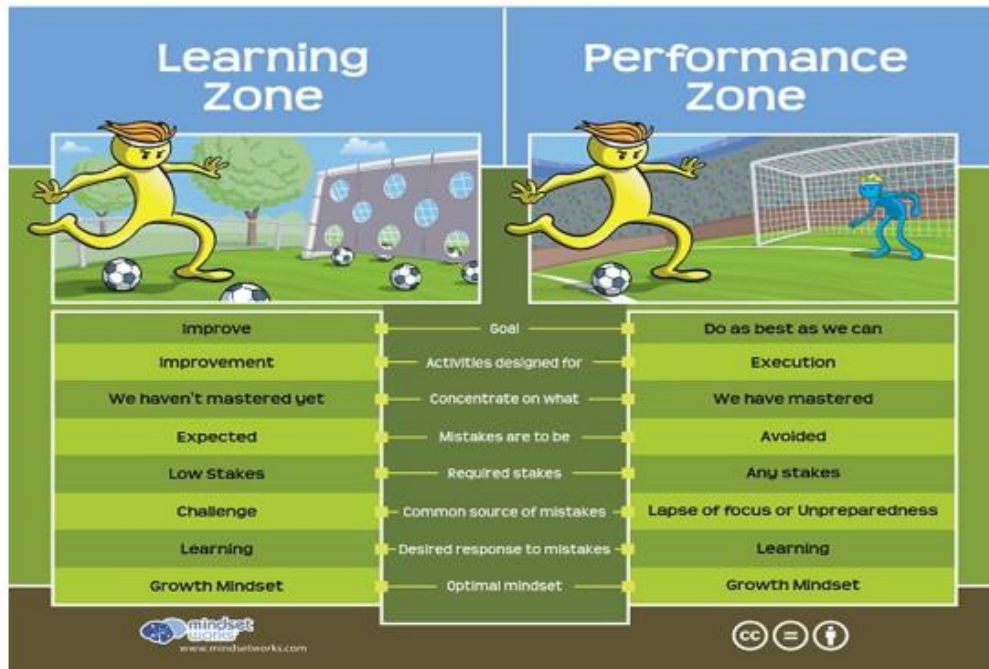 Learning
Zone
Performance
Zone
Improve Goal Do as best as we can
Improvement Activities designed for Execution
We haven't mastered yet Concentrate on what We have mastered
Expected Mistakes are to be Avoided
Low Stakes Required stakes Any stakes
Challenge Common source of mistakes Lapse of focus or Unpreparedness
Learning Desired response to mistakes Learning
Growth Mindset Optimal mindset Growth Mindset
mindset
works
www.mindsetworks.com
cc